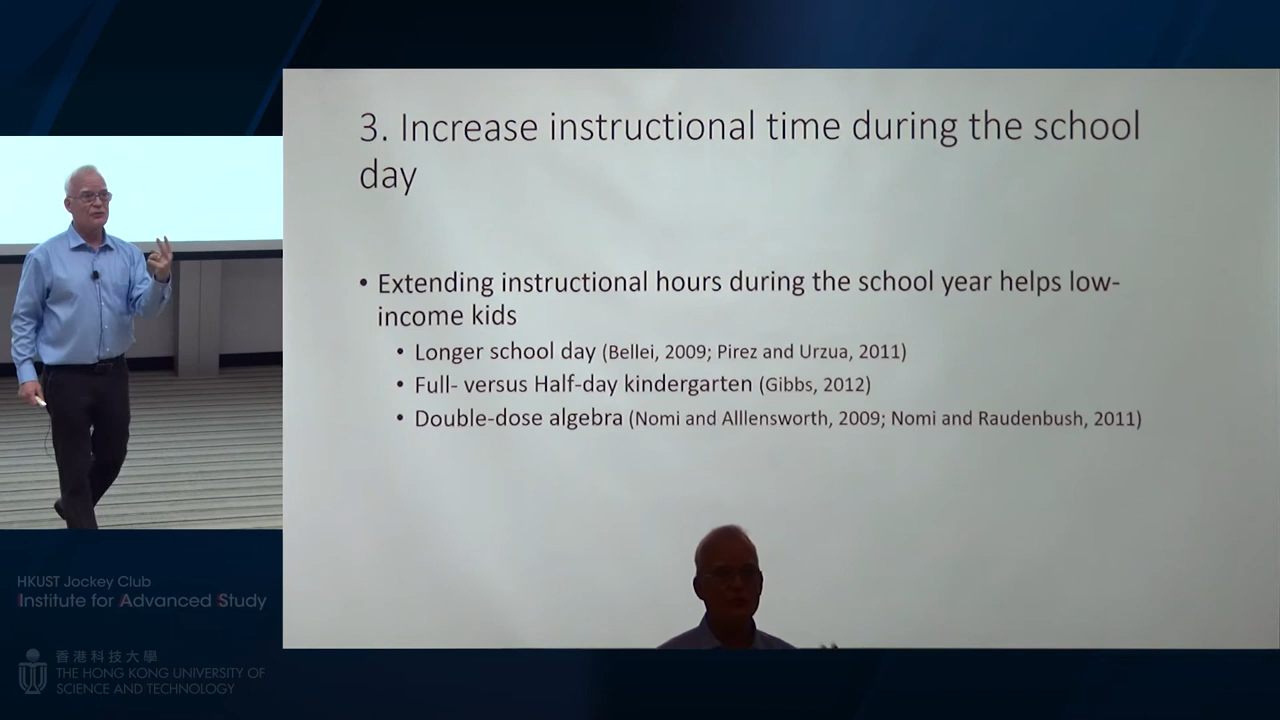 3. Increase instructional time during the school
day
• Extending instructional hours during the school year helps low-
income kids
• Longer school day (Bellei, 2009; Pirez and Urzua, 2011)
• Full- versus Half-day kindergarten (Gibbs, 2012)
• Double-dose algebra (Nomi and Alllensworth, 2009; Nomi and Raudenbush, 2011)
HKUST Jockey Club
Institute for Advanced Study
香港科技大學
THE HONG KONG UNIVERSITY OF
SCIENCE AND TECHNOLOGY